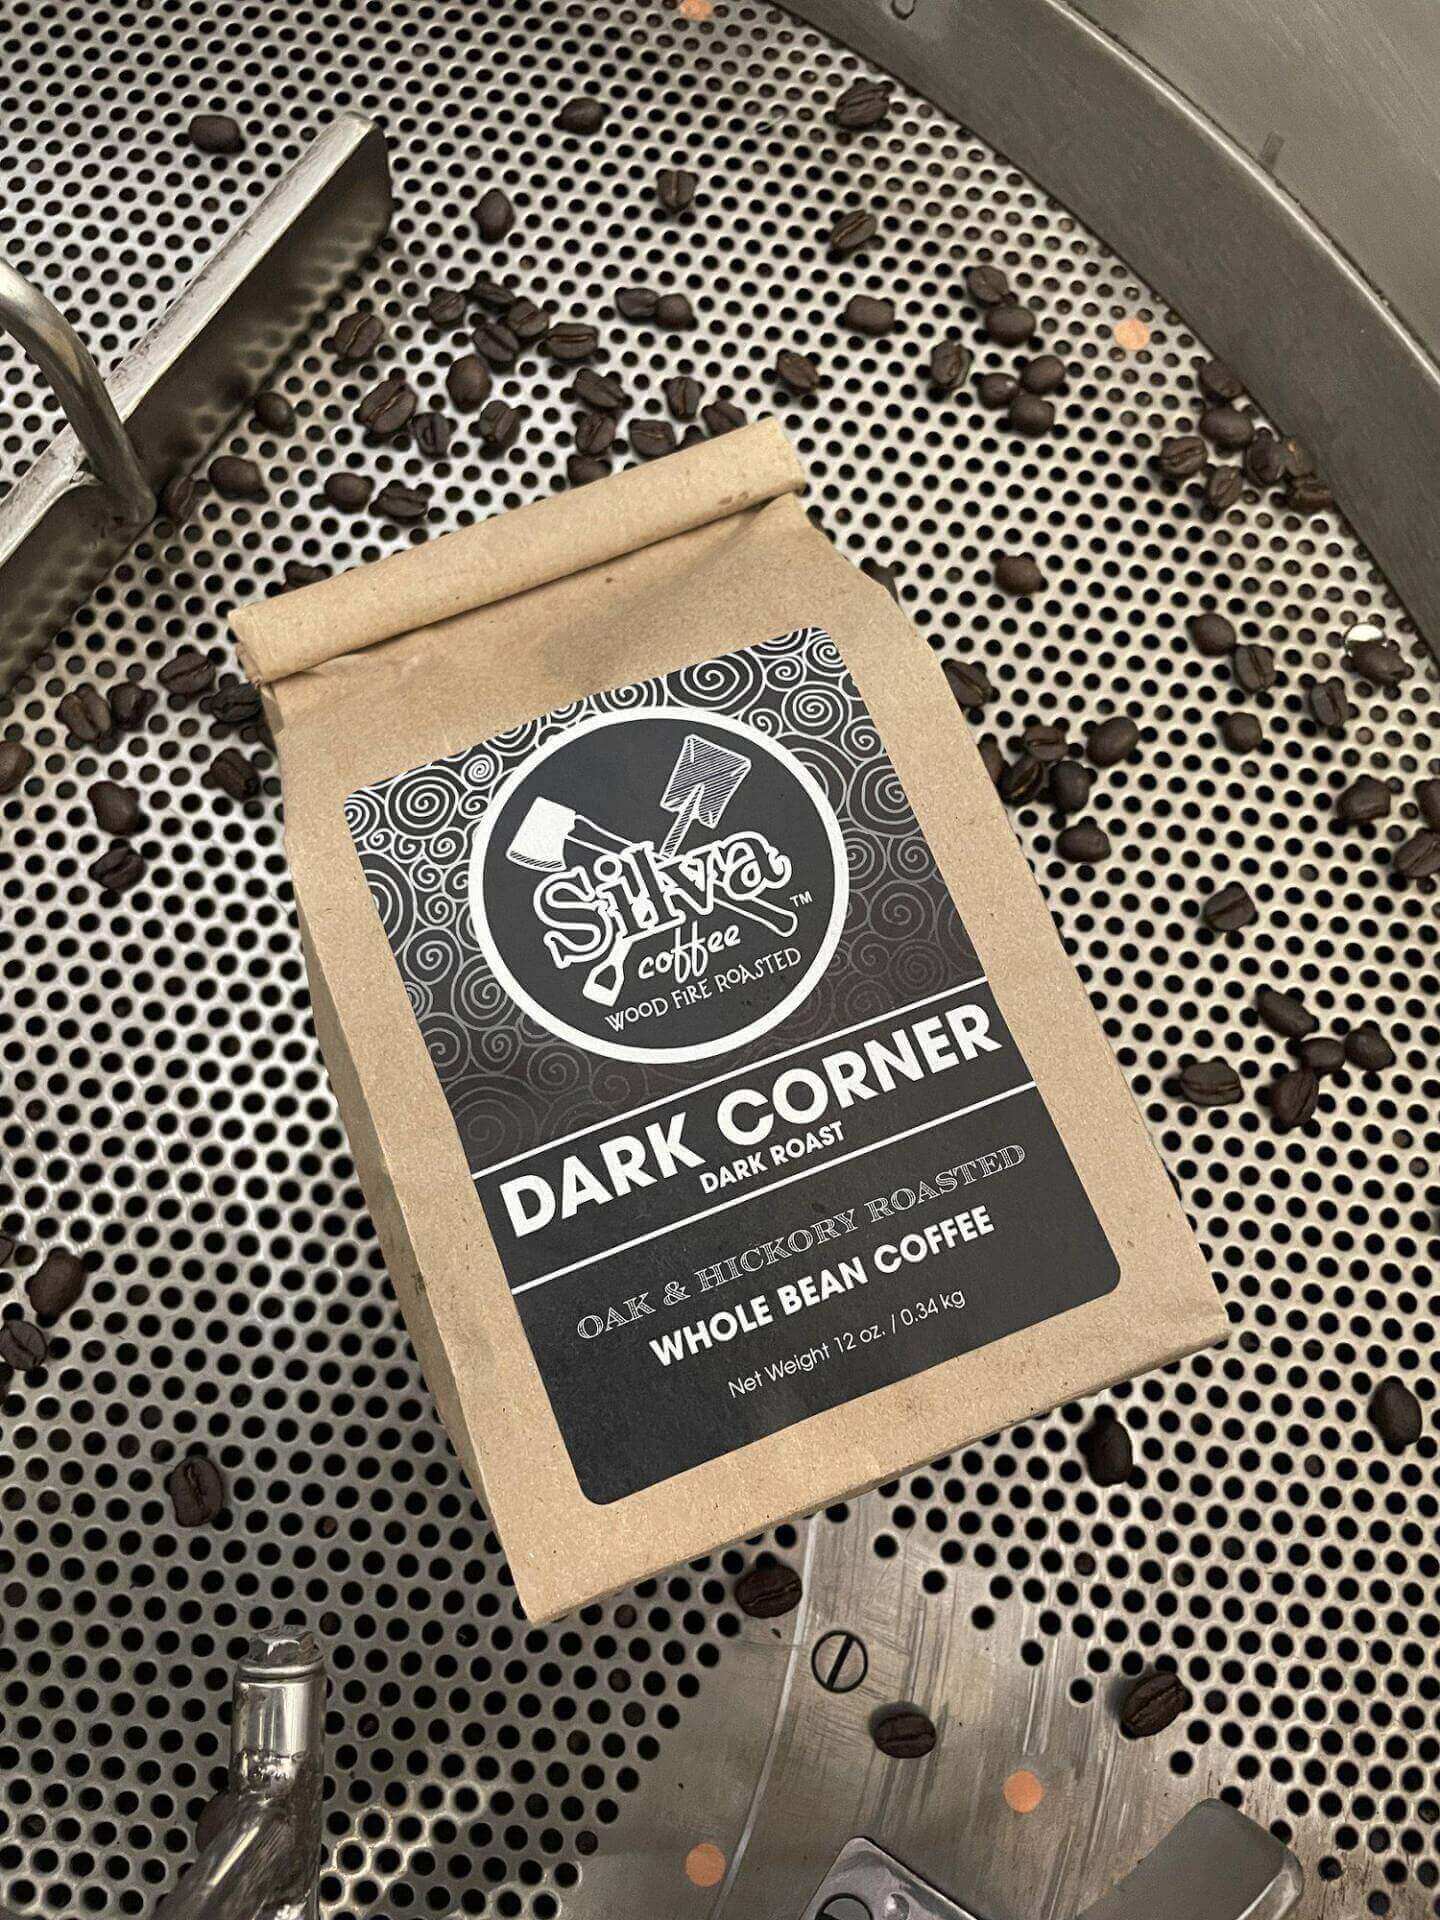 Silva™
coffee
WOOD FIRE ROASTED
DARK CORNER
DARK ROAST
OAK & HICKORY ROASTED
WHOLE BEAN COFFEE
Net Weight 12 oz. / 0.34 kg